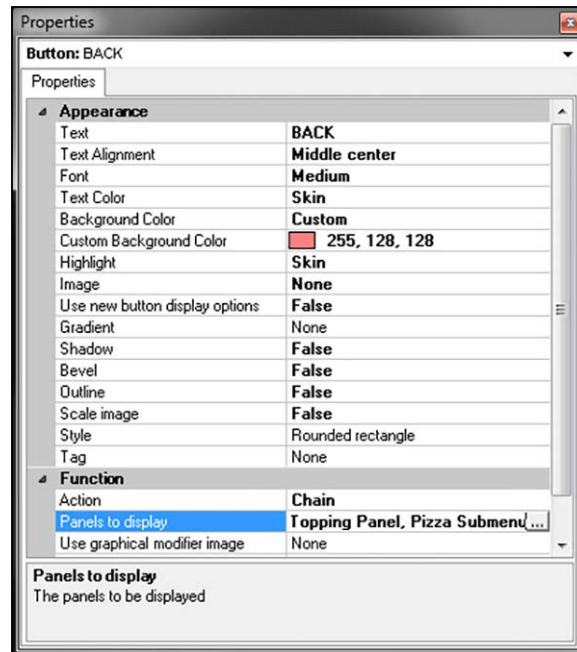 Properties
Button: BACK
Properties
Appearance
Text BACK
Text Alignment Middle center
Font Medium
Text Color Skin
Background Color Custom
Custom Background Color 255, 128, 128
Highlight Skin
Image None
Use new button display options False
Gradient None
Shadow False
Bevel False
Outline False
Scale image False
Style Rounded rectangle
Tag None
Function
Action Chain
Panels to display Topping Panel, Pizza Submenu ...
Use graphical modifier image None
Panels to display
The panels to be displayed